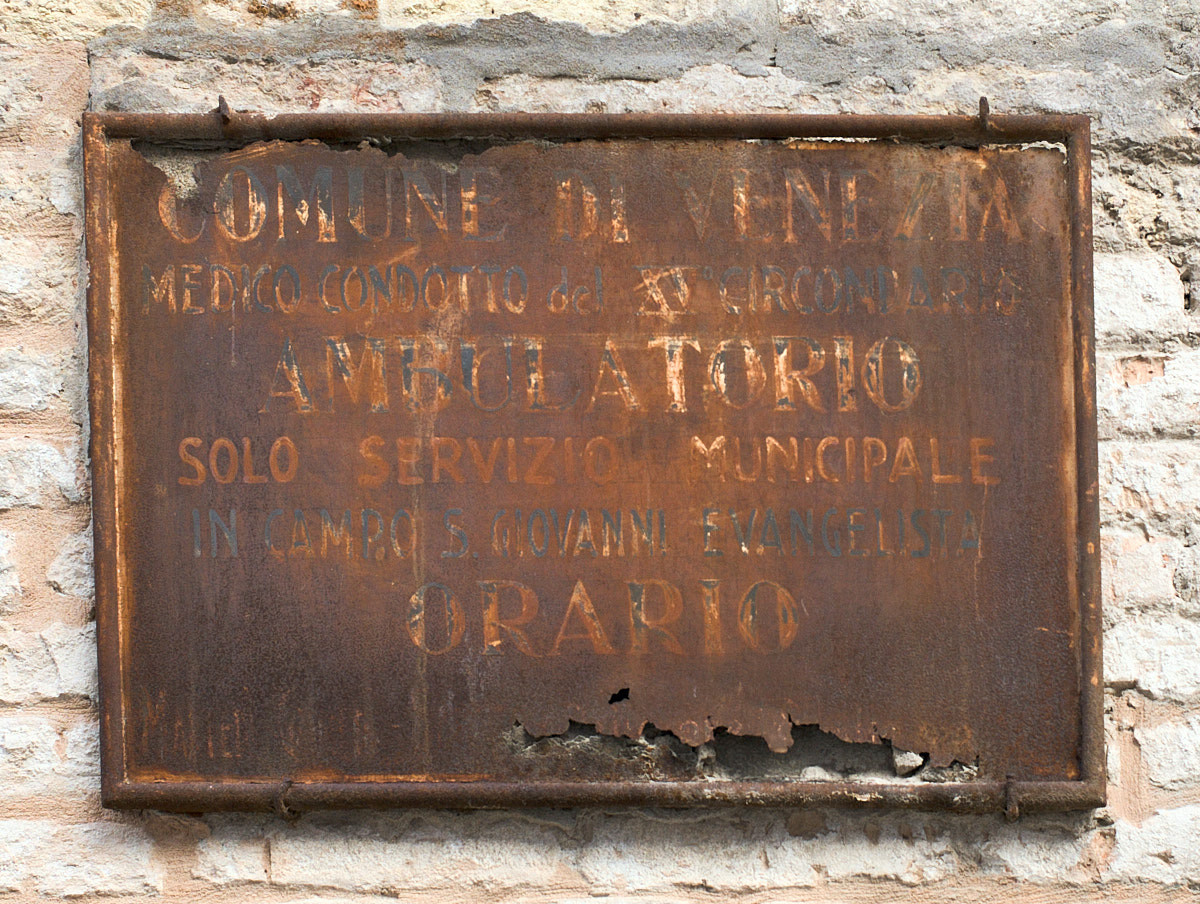 COMUNE DI VENEZIA
MEDICO CONDOTTO del XV° CIRCONDARIO
AMBULATORIO
SOLO SERVIZIO MUNICIPALE
IN CAMPO S. GIOVANNI EVANGELISTA
ORARIO